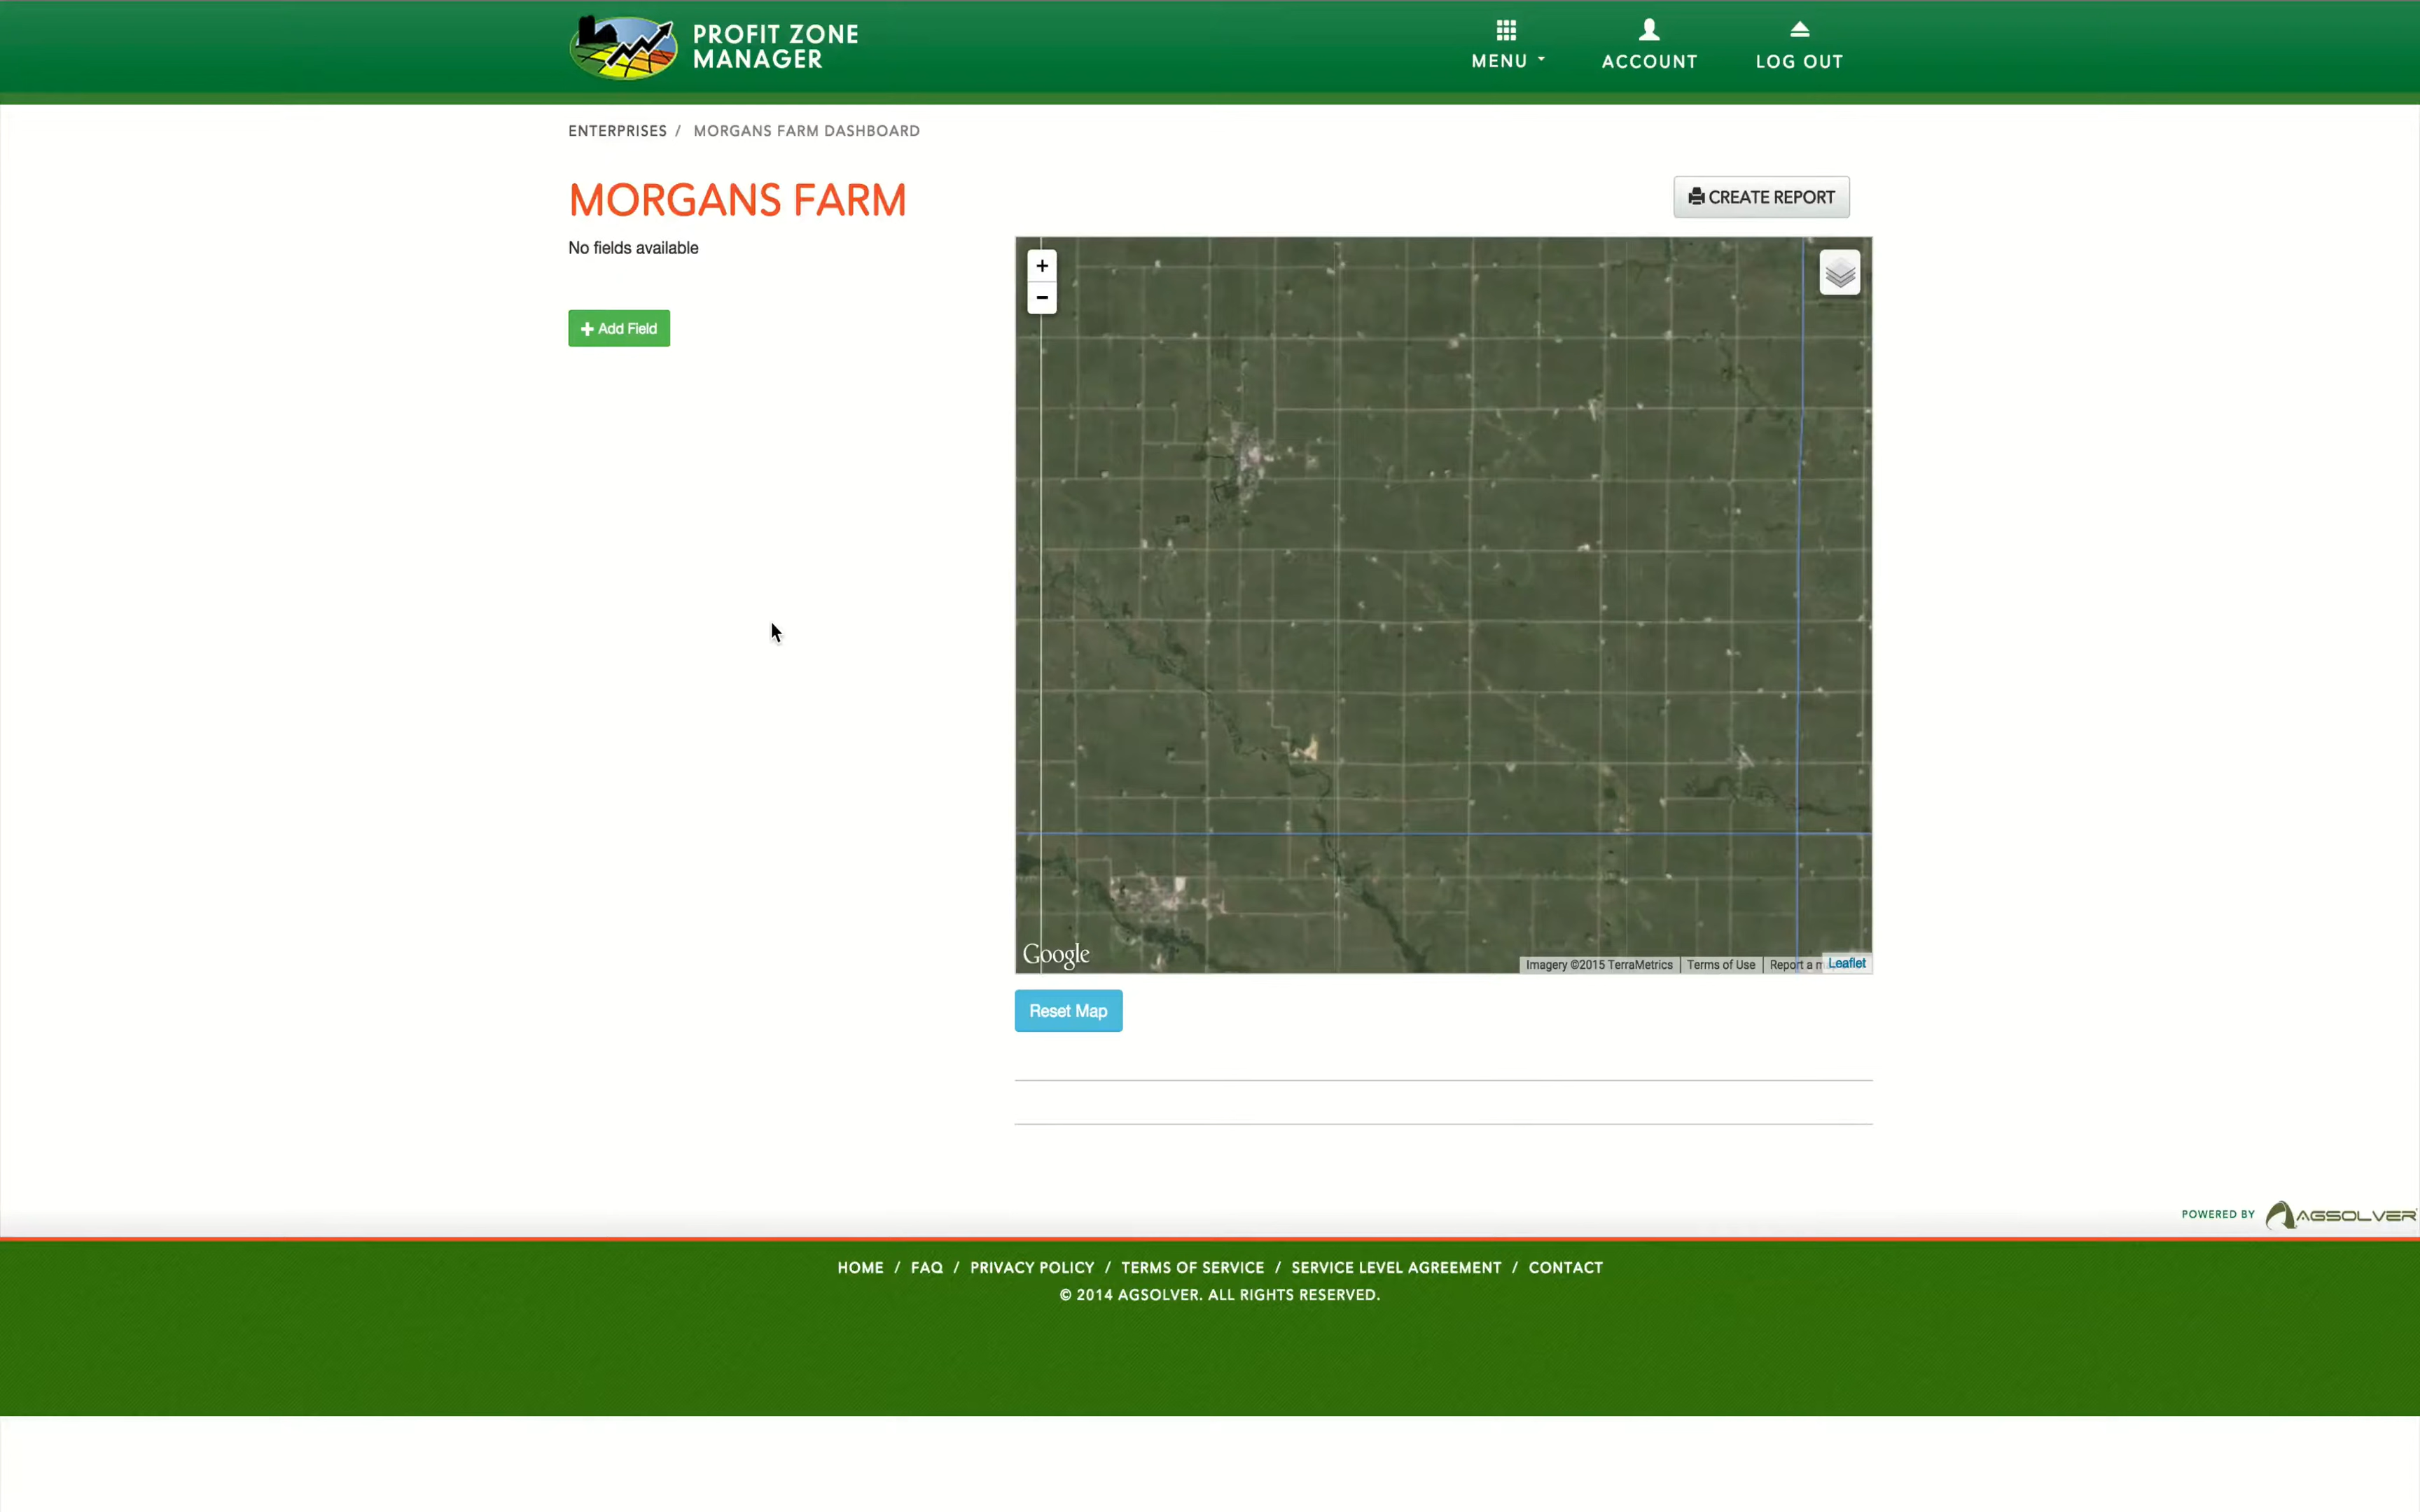 PROFIT ZONE
MANAGER
MENU
ACCOUNT
LOG OUT
ENTERPRISES / MORGANS FARM DASHBOARD
MORGANS FARM
CREATE REPORT
No fields available
+
-
+ Add Field
Google
Imagery ©2015 TerraMetrics
Terms of Use
Report a
Leaflet
Reset Map
POWERED BY AGSOLVER
HOME / FAQ / PRIVACY POLICY / TERMS OF SERVICE / SERVICE LEVEL AGREEMENT / CONTACT
© 2014 AGSOLVER. ALL RIGHTS RESERVED.